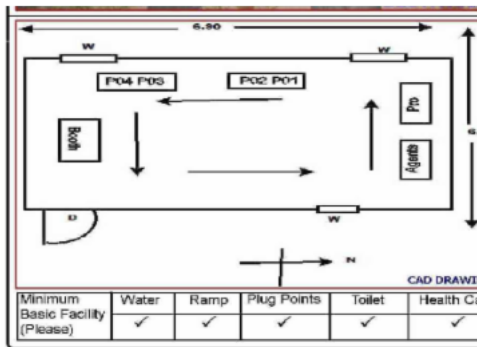 6.90
W
W
P04 P03
P02 P01
Pro
Booth
Agents
D
W
N
CAD DRAWI
Minimum Basic Facility (Please)
Water
Ramp
Plug Points
Toilet
Health Ca
✓ ✓ ✓ ✓ ✓